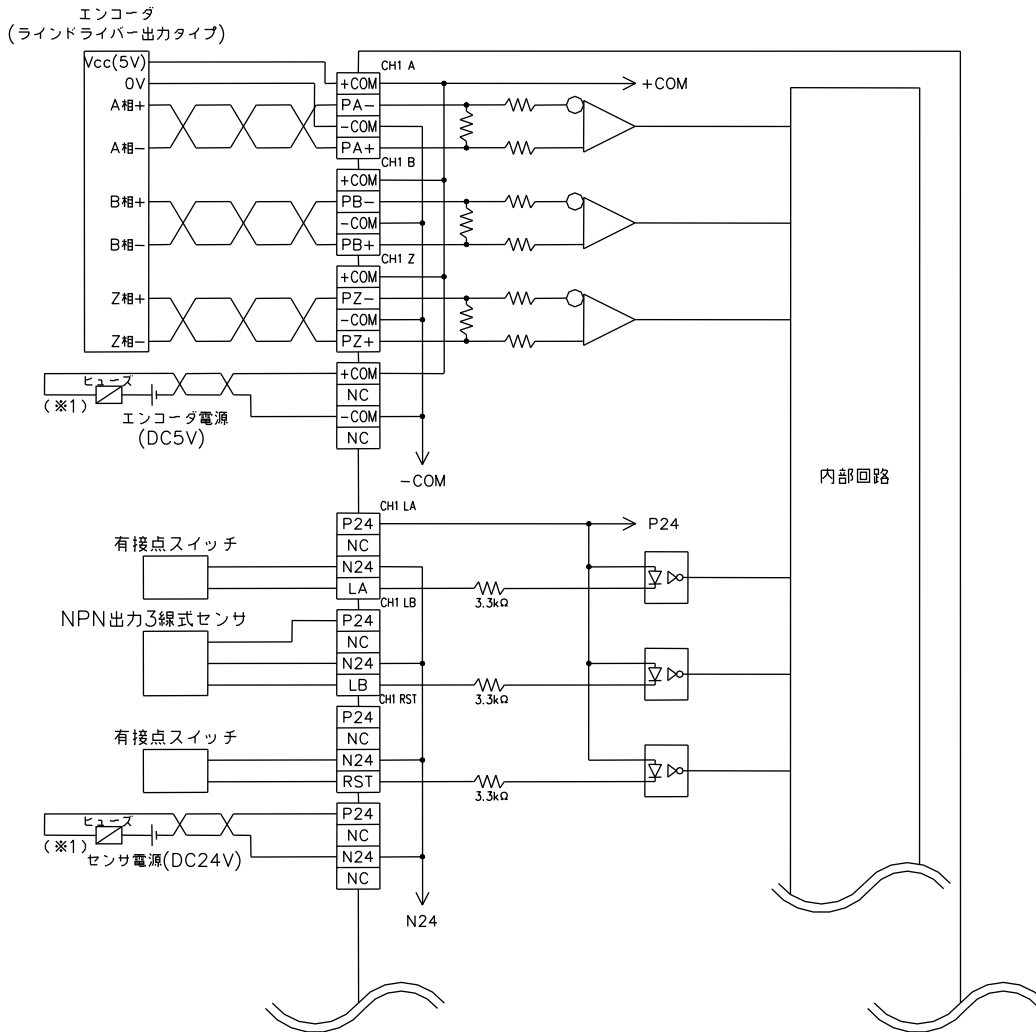 エンコーダ
(ラインドライバー出力タイプ)
Vcc(5V)
0V
A相+
A相-
B相+
B相-
Z相+
Z相-
CH1 A
+COM
PA-
-COM
PA+
CH1 B
+COM
PB-
-COM
PB+
CH1 Z
+COM
PZ-
-COM
PZ+
+COM
NC
-COM
NC
+COM
-COM
ヒューズ
(※1)
エンコーダ電源
(DC5V)
内部回路
CH1 LA
P24
NC
N24
LA
CH1 LB
P24
NC
N24
LB
CH1 RST
P24
NC
N24
RST
P24
NC
N24
NC
P24
N24
有接点スイッチ
NPN出力3線式センサ
有接点スイッチ
3.3kΩ
3.3kΩ
3.3kΩ
ヒューズ
(※1)
センサ電源(DC24V)